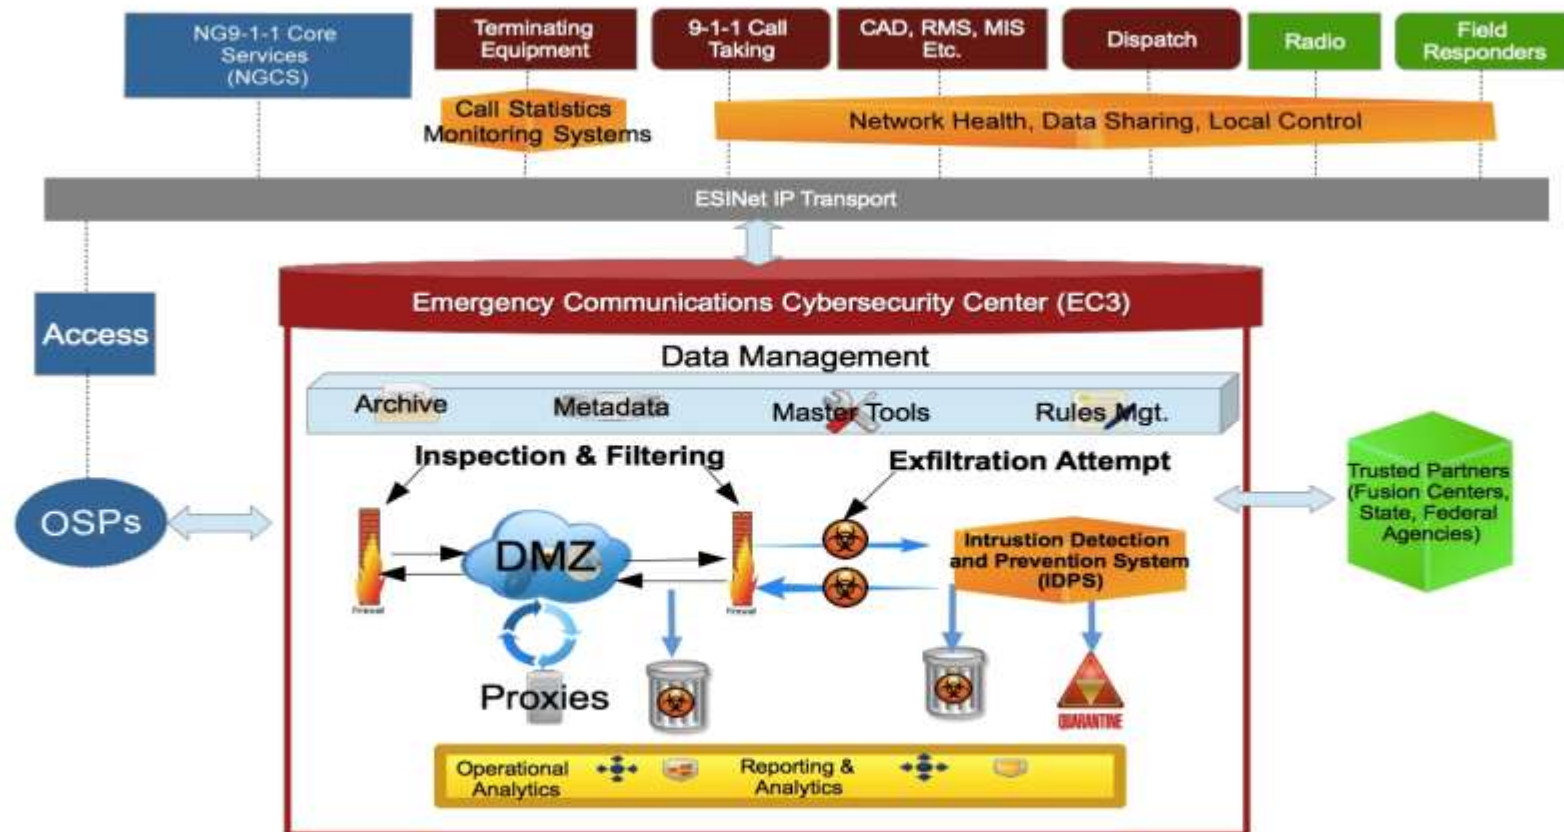 NG9-1-1 Core
Services
(NGCS)
Terminating
Equipment
9-1-1 Call
Taking
CAD, RMS, MIS
Etc.
Dispatch
Radio
Field
Responders
Call Statistics
Monitoring Systems
Network Health, Data Sharing, Local Control
ESINet IP Transport
Access
OSPs
Emergency Communications Cybersecurity Center (EC3)
Data Management
Archive
Metadata
Master Tools
Rules Mgt.
Inspection & Filtering
Exfiltration Attempt
DMZ
Intrustion Detection
and Prevention System
(IDPS)
Firewall
Firewall
Proxies
QUARANTINE
Operational
Analytics
Reporting &
Analytics
Trusted Partners
(Fusion Centers,
State, Federal
Agencies)